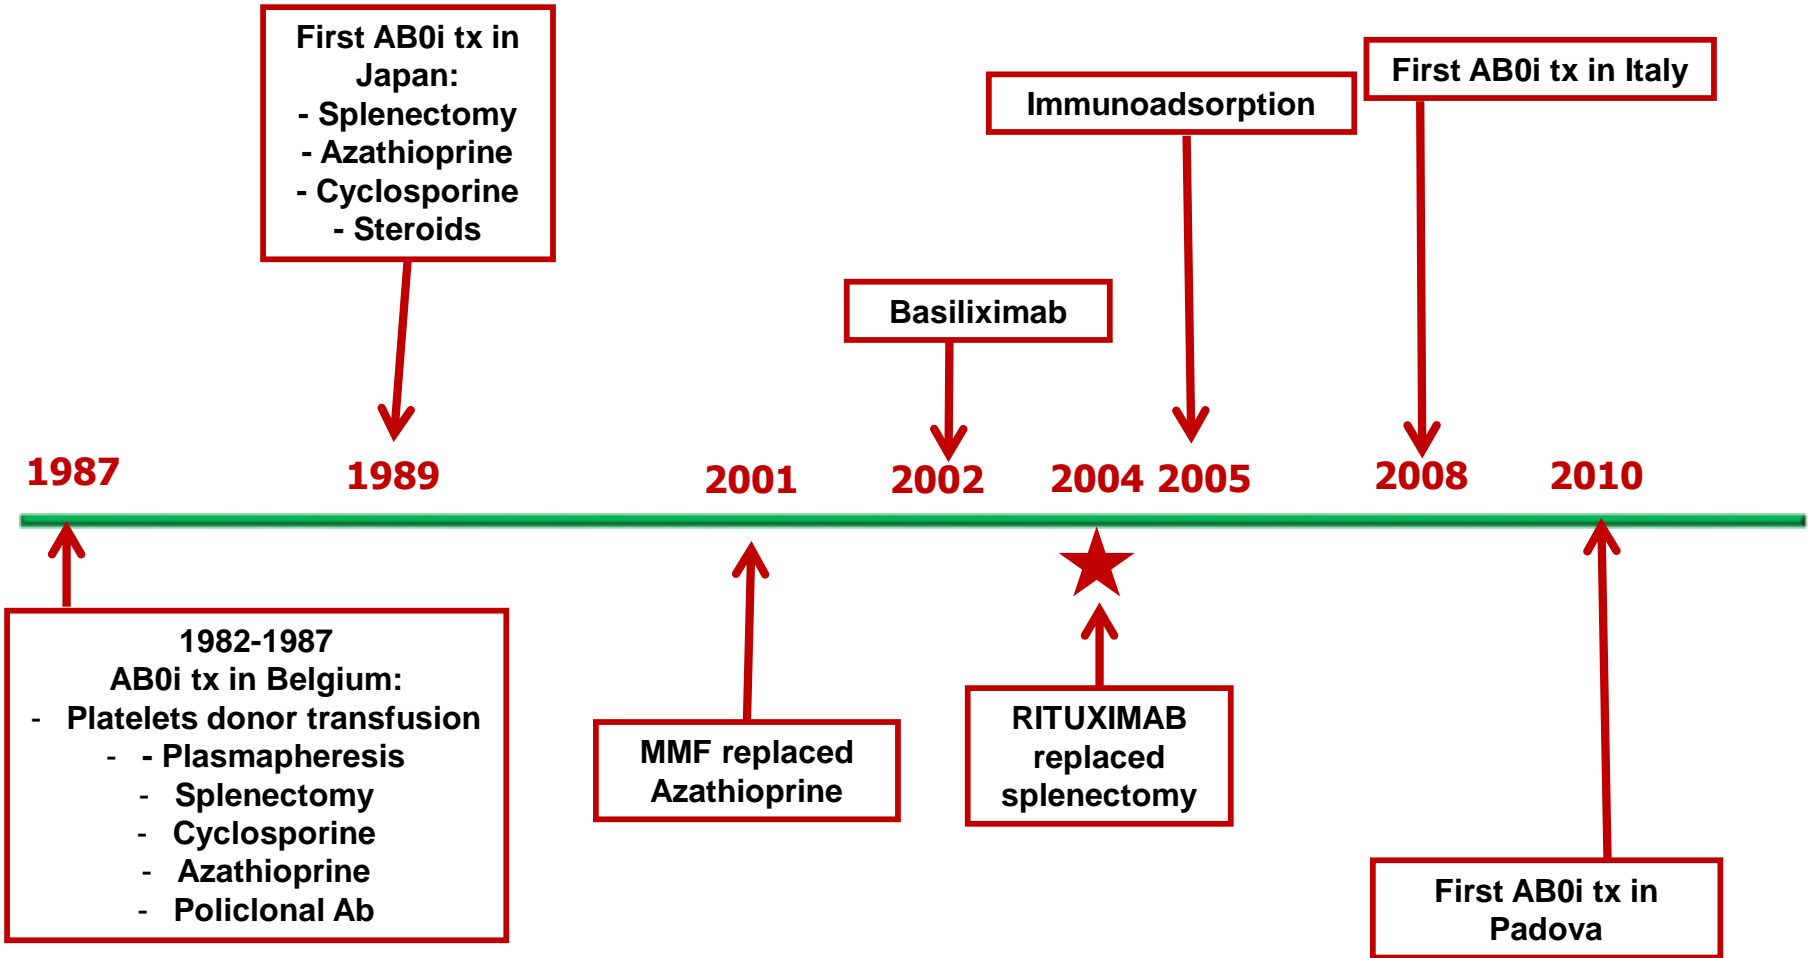 First AB0i tx in
Japan:
- Splenectomy
- Azathioprine
- Cyclosporine
- Steroids
First AB0i tx in Italy
Immunoadsorption
Basiliximab
1987
1989
2001
2002
2004
2005
2008
2010
1982-1987
AB0i tx in Belgium:
- Platelets donor transfusion
- - Plasmapheresis
- Splenectomy
- Cyclosporine
- Azathioprine
- Policlonal Ab
MMF replaced
Azathioprine
RITUXIMAB
replaced
splenectomy
First AB0i tx in
Padova